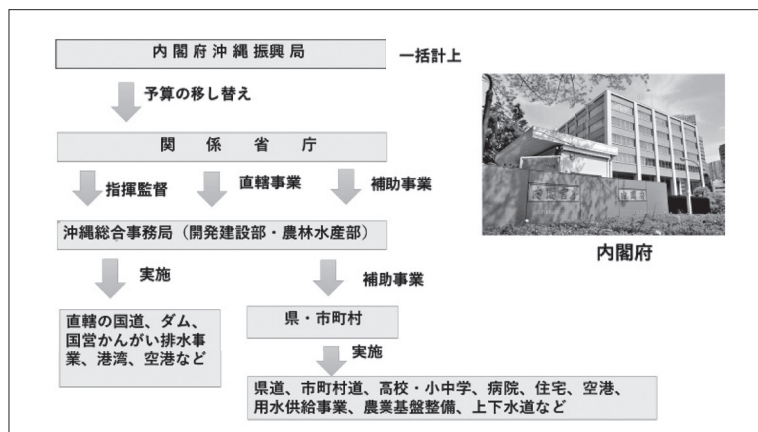 内閣府沖縄振興局
一括計上
予算の移し替え
関係省庁
指揮監督
直轄事業
補助事業
沖縄総合事務局（開発建設部・農林水産部）
実施
補助事業
直轄の国道、ダム、
国営かんがい排水事
業、港湾、空港など
県・市町村
実施
県道、市町村道、高校・小中学、病院、住宅、空港、
用水供給事業、農業基盤整備、上下水道など
内閣府